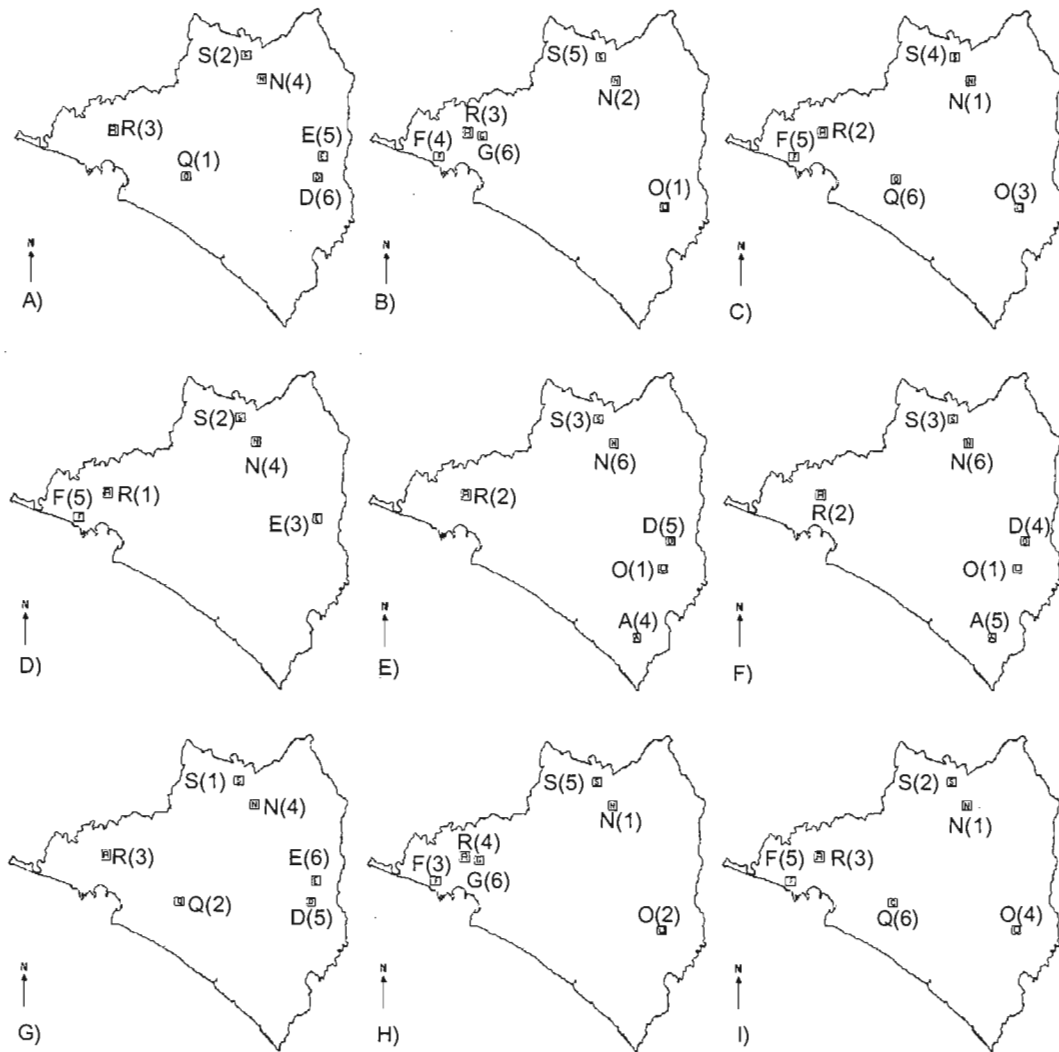 S(2)
N(4)
R(3)
E(5)
Q(1)
D(6)
N
A)
S(5)
N(2)
R(3)
F(4)
G(6)
O(1)
N
B)
S(4)
N(1)
R(2)
F(5)
Q(6)
O(3)
N
C)
S(2)
N(4)
F(5)
R(1)
E(3)
N
D)
S(3)
N(6)
R(2)
D(5)
O(1)
A(4)
N
E)
S(3)
N(6)
R(2)
D(4)
O(1)
A(5)
N
F)
S(1)
N(4)
R(3)
E(6)
Q(2)
D(5)
N
G)
S(5)
N(1)
R(4)
F(3)
G(6)
O(2)
N
H)
S(2)
N(1)
F(5)
R(3)
Q(6)
O(4)
N
I)